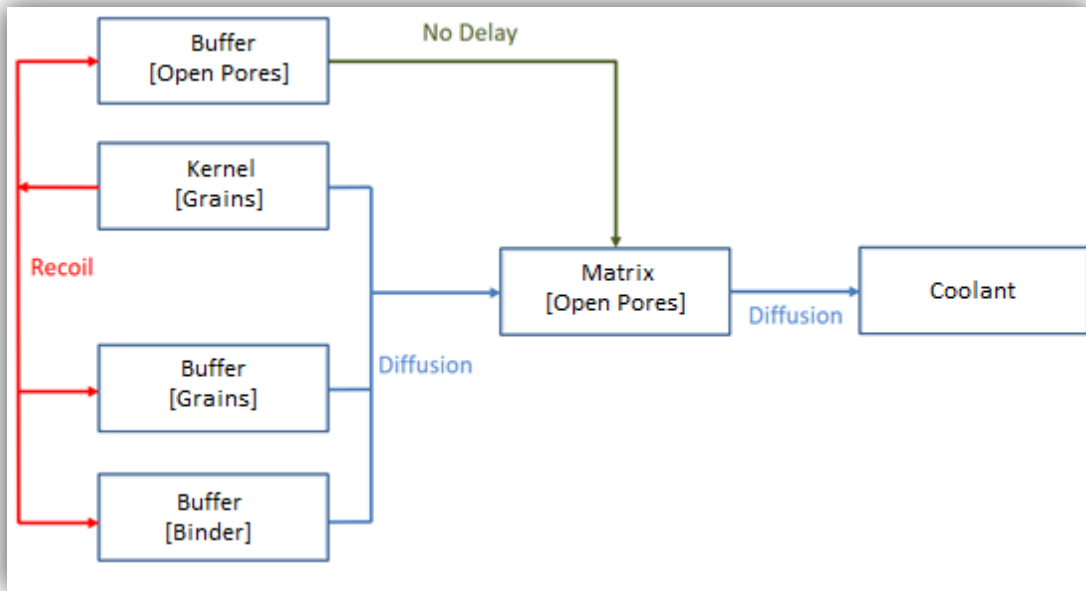 Buffer
[Open Pores]
No Delay
Kernel
[Grains]
Recoil
Matrix
[Open Pores]
Coolant
Diffusion
Diffusion
Buffer
[Grains]
Buffer
[Binder]